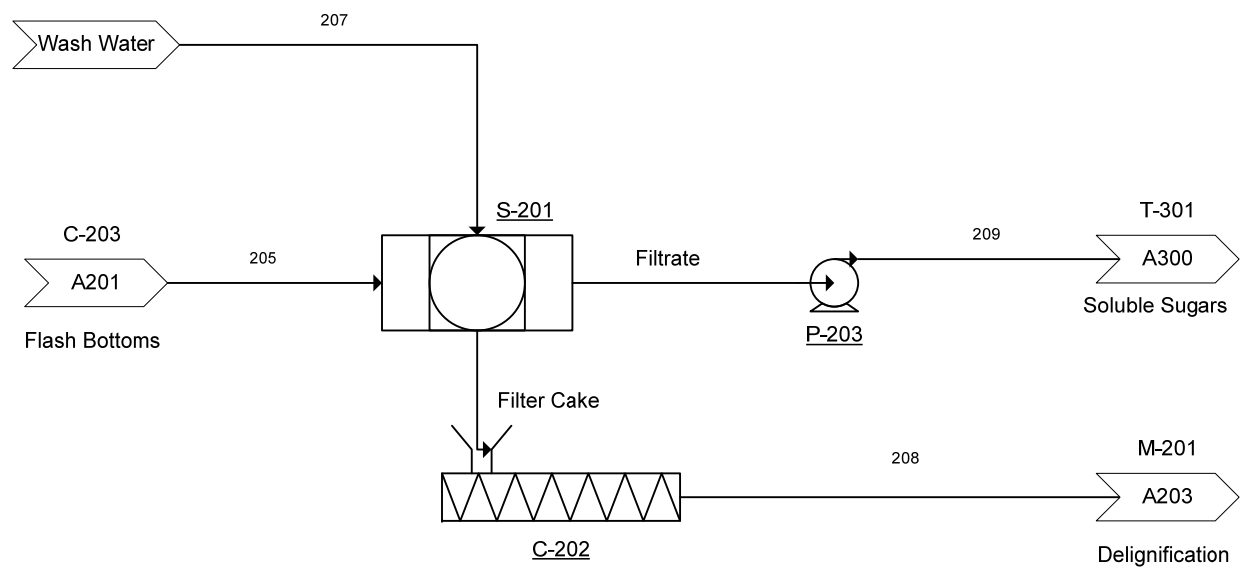 207
Wash Water
S-201
T-301
C-203
209
205
Filtrate
A300
A201
Soluble Sugars
Flash Bottoms
P-203
Filter Cake
M-201
208
A203
C-202
Delignification